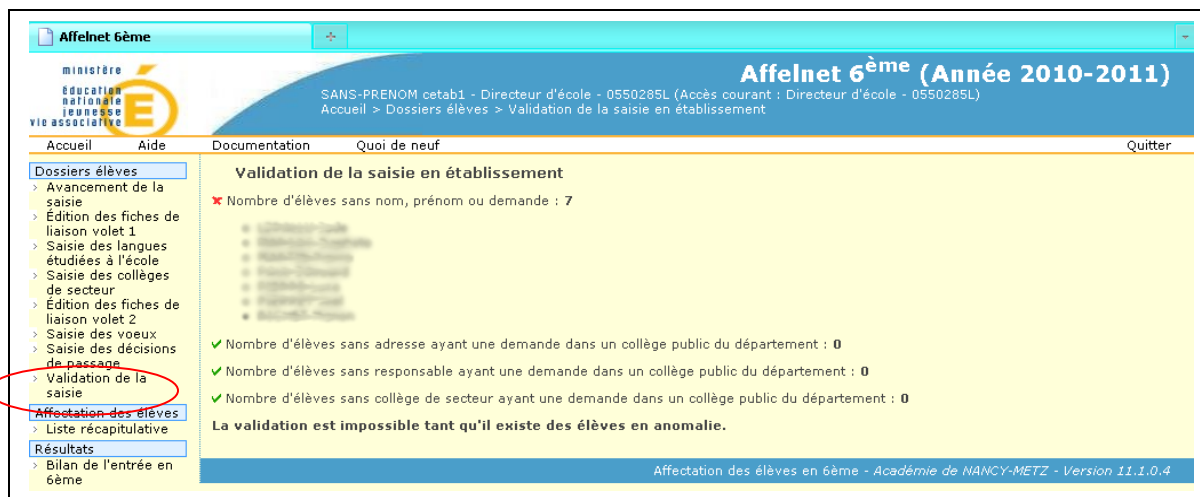 Affelnet 6ème
ministère
éducation
nationale
jeunesse
vie associative
Affelnet 6ème (Année 2010-2011)
SANS-PRENOM cetab1 - Directeur d'école - 0550285L (Accès courant : Directeur d'école - 0550285L)
Accueil > Dossiers élèves > Validation de la saisie en établissement
Accueil Aide Documentation Quoi de neuf Quitter
Dossiers élèves
Avancement de la
saisie
Édition des fiches de
liaison volet 1
Saisie des langues
étudiées à l'école
Saisie des collèges
de secteur
Édition des fiches de
liaison volet 2
Saisie des voeux
Saisie des décisions
de passage
Validation de la
saisie
Affectation des élèves
Liste récapitulative
Résultats
Bilan de l'entrée en
6ème
Validation de la saisie en établissement
Nombre d'élèves sans nom, prénom ou demande : 7
Nombre d'élèves sans adresse ayant une demande dans un collège public du département : 0
Nombre d'élèves sans responsable ayant une demande dans un collège public du département : 0
Nombre d'élèves sans collège de secteur ayant une demande dans un collège public du département : 0
La validation est impossible tant qu'il existe des élèves en anomalie.
Affectation des élèves en 6ème - Académie de NANCY-METZ - Version 11.1.0.4